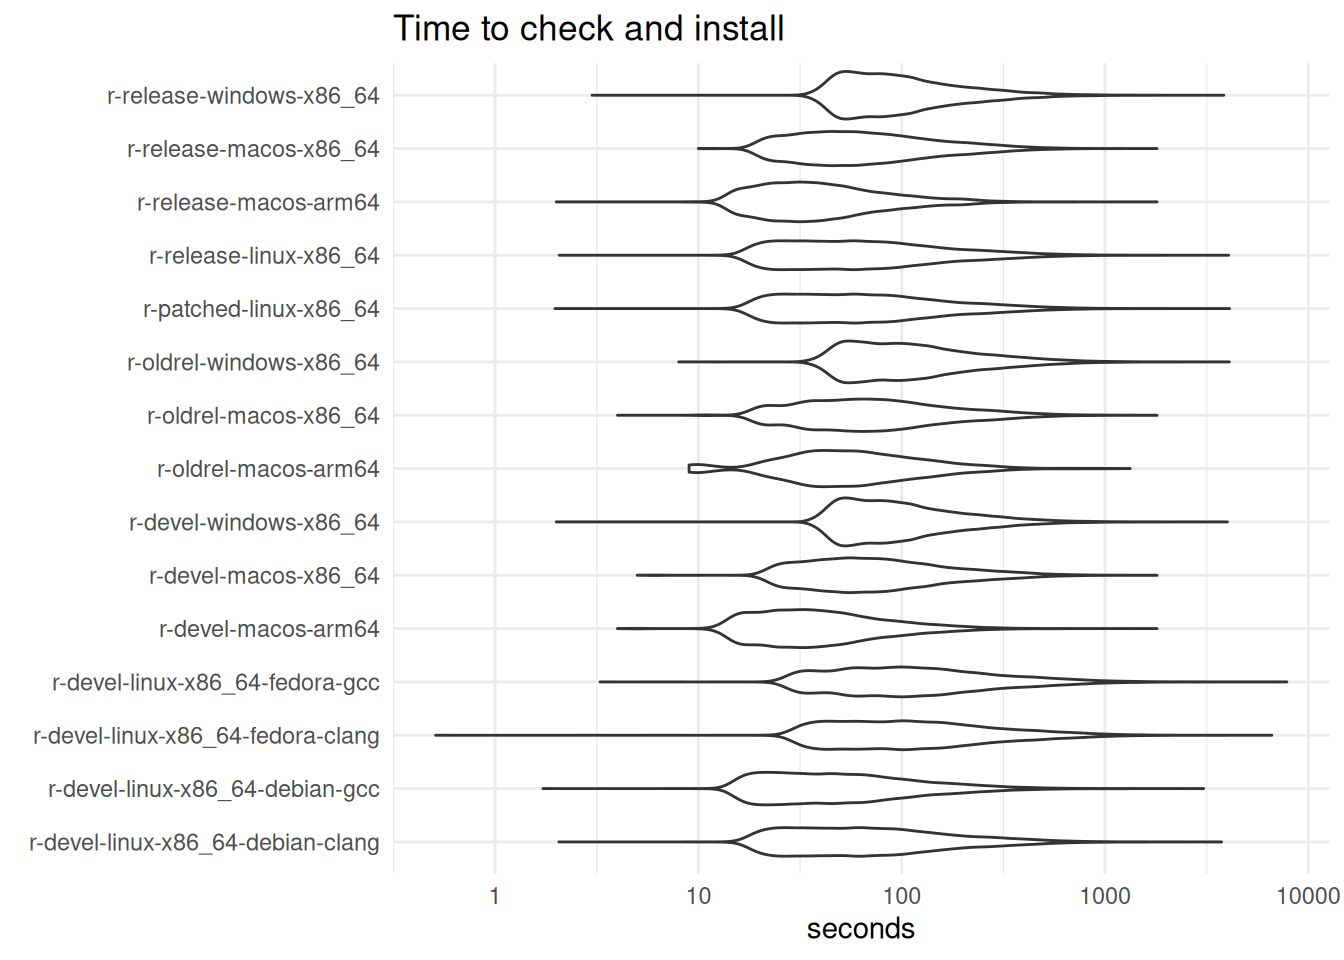 Time to check and install
r-release-windows-x86_64
r-release-macos-x86_64
r-release-macos-arm64
r-release-linux-x86_64
r-patched-linux-x86_64
r-oldrel-windows-x86_64
r-oldrel-macos-x86_64
r-oldrel-macos-arm64
r-devel-windows-x86_64
r-devel-macos-x86_64
r-devel-macos-arm64
r-devel-linux-x86_64-fedora-gcc
r-devel-linux-x86_64-fedora-clang
r-devel-linux-x86_64-debian-gcc
r-devel-linux-x86_64-debian-clang
1 10 100 1000 10000
seconds